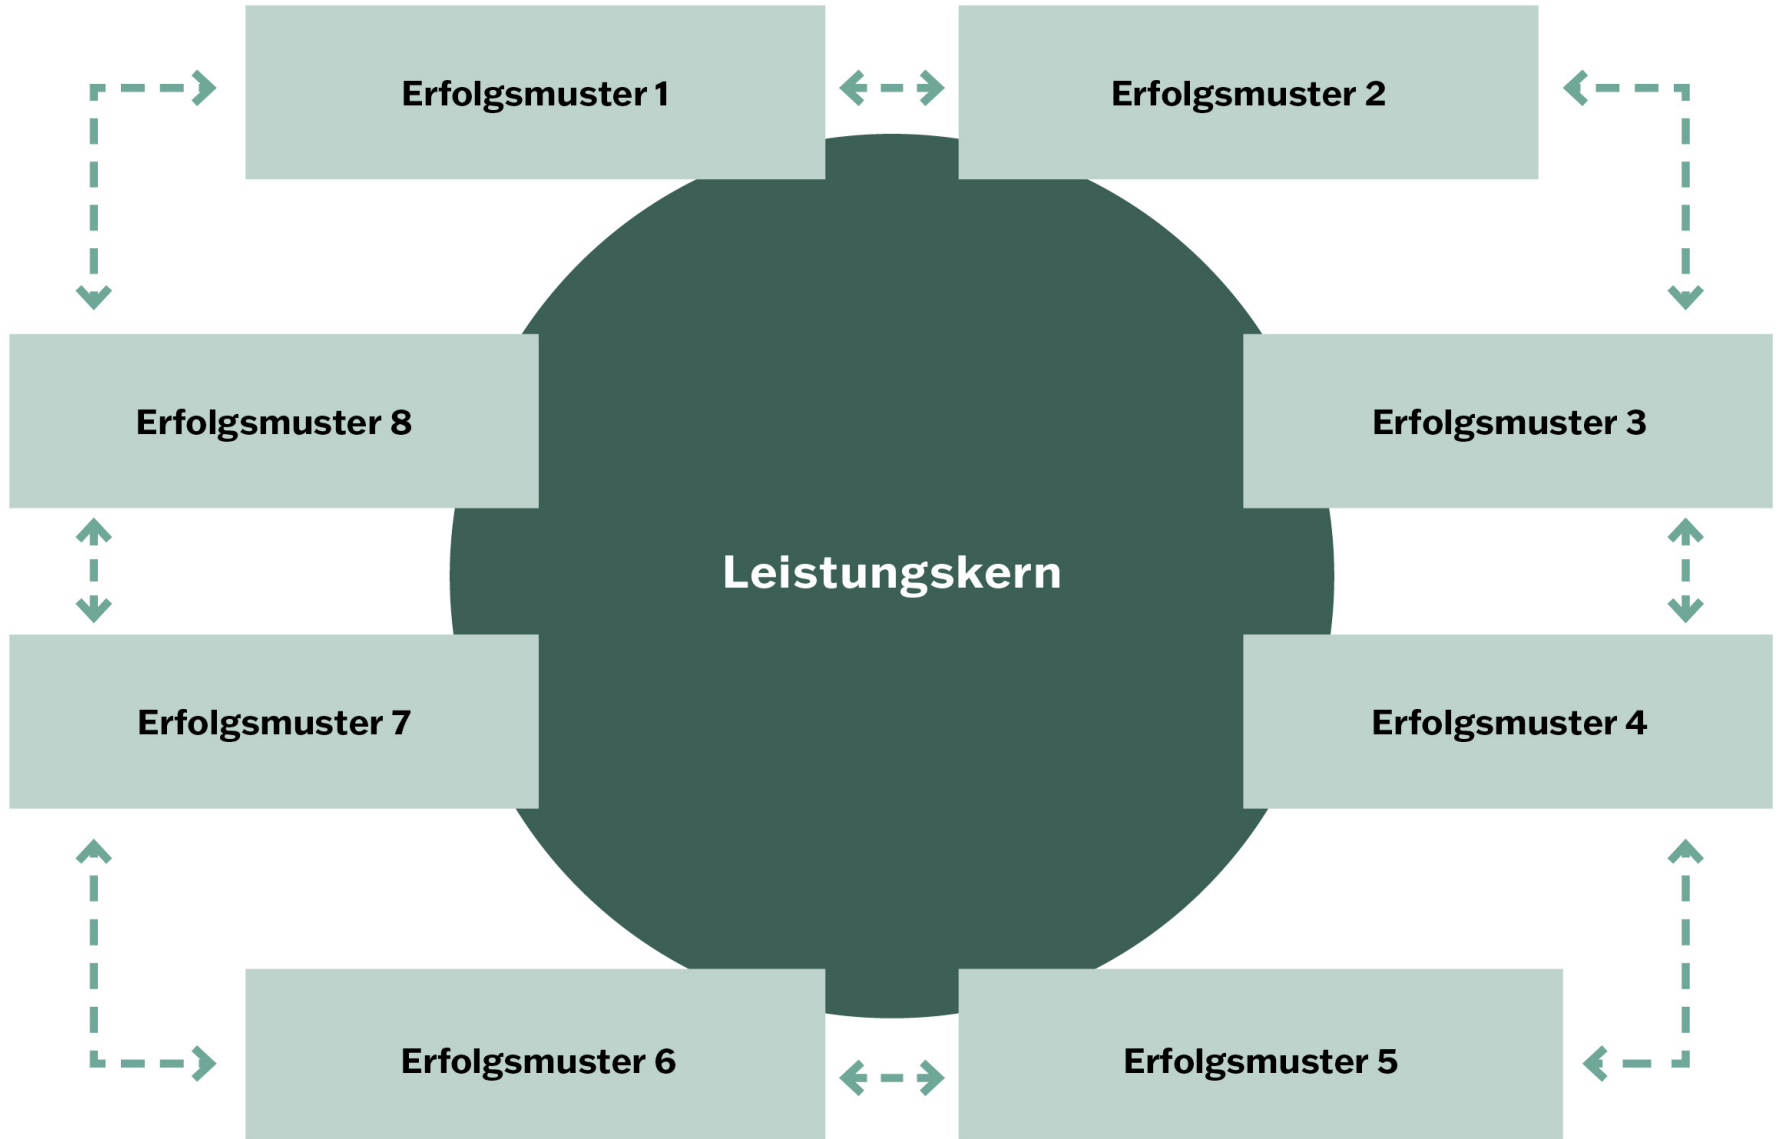 Erfolgsmuster 1
Erfolgsmuster 2
Erfolgsmuster 8
Erfolgsmuster 3
Leistungskern
Erfolgsmuster 7
Erfolgsmuster 4
Erfolgsmuster 6
Erfolgsmuster 5